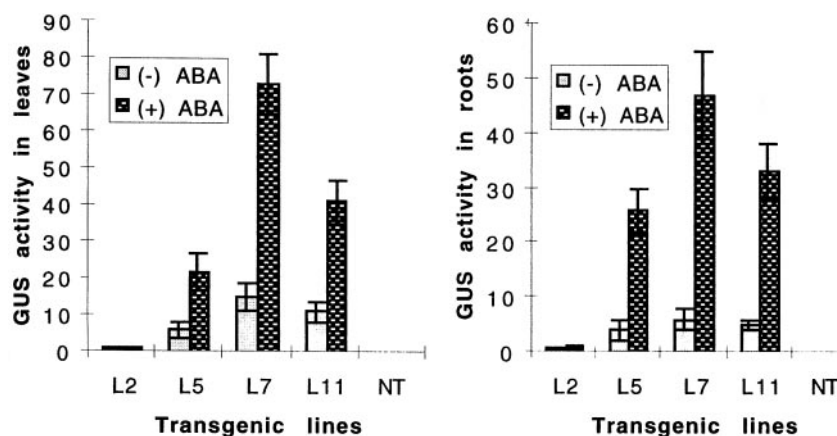 GUS activity in leaves
90
80
70
60
50
40
30
20
10
0
(-) ABA
(+) ABA
L2 L5 L7 L11 NT
Transgenic lines
GUS activity in roots
60
50
40
30
20
10
0
(-) ABA
(+) ABA
L2 L5 L7 L11 NT
Transgenic lines